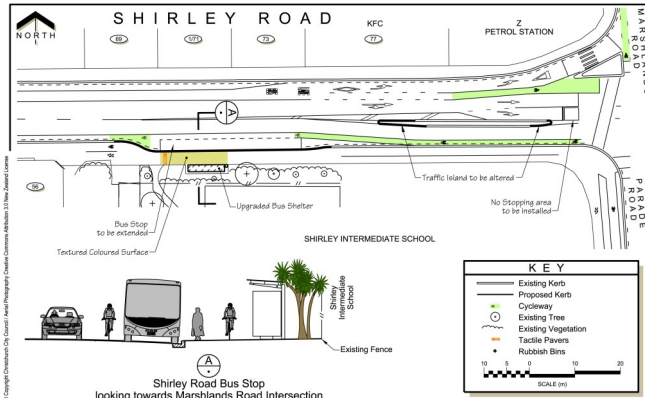 SHIRLEY ROAD
NORTH
69
1/71
73
KFC
77
Z
PETROL STATION
MARSHLANDS
ROAD
A
Traffic Island to be altered
No Stopping area
to be installed
PARADE
ROAD
56
Upgraded Bus Shelter
Bus Stop
to be extended
Textured Coloured Surface
SHIRLEY INTERMEDIATE SCHOOL
Shirley
Intermediate
School
Existing Fence
A
Shirley Road Bus Stop
looking towards Marshlands Road Intersection
KEY
Existing Kerb
Proposed Kerb
Cycleway
Existing Tree
Existing Vegetation
Tactile Pavers
Rubbish Bins
10 5 0 10 20
SCALE (m)
Copyright Christchurch City Council / Aerial Photography Creative Commons Attribution 3.0 New Zealand License